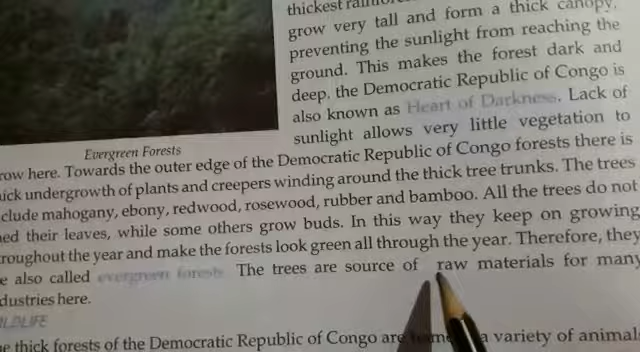 thickest
grow very tall and form a thick canopy,
preventing the sunlight from reaching the
ground. This makes the forest dark and
deep. the Democratic Republic of Congo is
also known as Heart of Darkness. Lack of
sunlight allows very little vegetation to
Evergreen Forests
row here. Towards the outer edge of the Democratic Republic of Congo forests there is
ick undergrowth of plants and creepers winding around the thick tree trunks. The trees
clude mahogany, ebony, redwood, rosewood, rubber and bamboo. All the trees do not
ed their leaves, while some others grow buds. In this way they keep on growing
roughout the year and make the forests look green all through the year. Therefore, they
e also called evergreen forests. The trees are source of raw materials for many
dustries here.
ILDLIFE
e thick forests of the Democratic Republic of Congo are a variety of animals